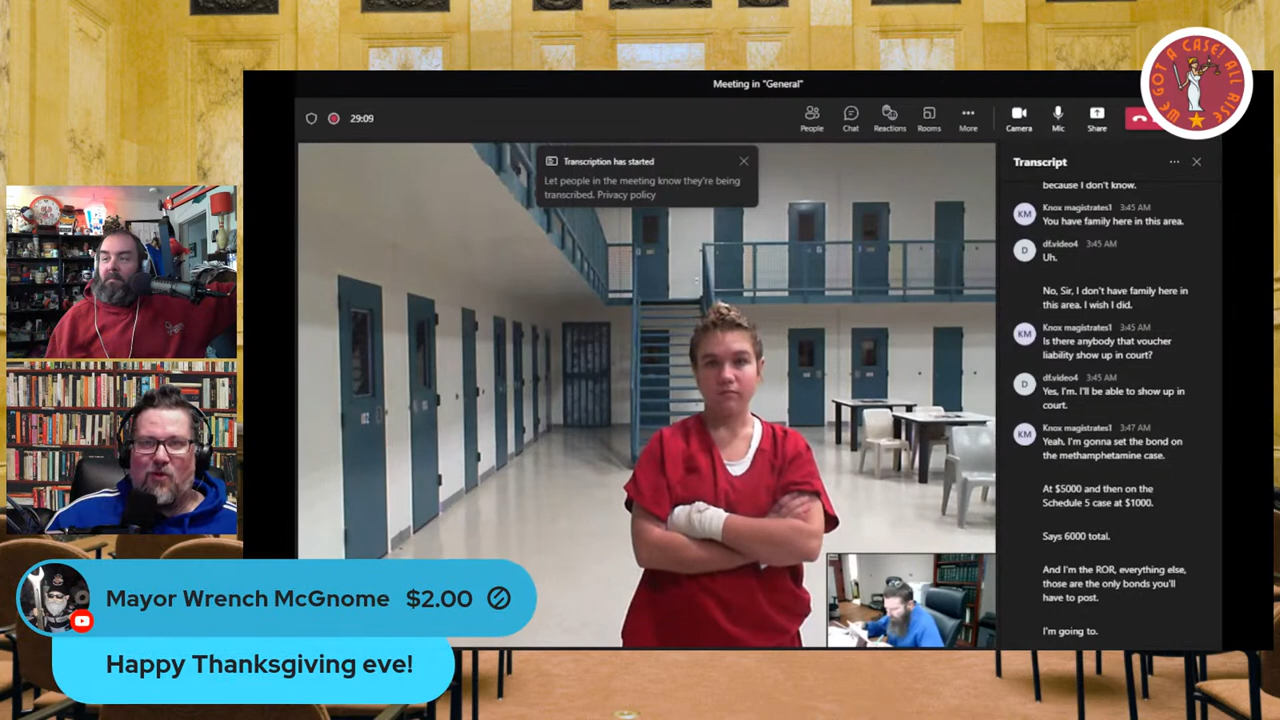 Meeting in "General"
WE GOT A CASE! ALL RISE
29:09
People
Chat
Reactions
Rooms
More
Camera
Mic
Share
Transcription has started
Let people in the meeting know they're being
transcribed. Privacy policy
Transcript
because I don't know.
KM
Knox magistrates1 3:45 AM
You have family here in this area.
D
df.video4 3:45 AM
Uh.
No, Sir, I don't have family here in
this area. I wish I did.
KM
Knox magistrates1 3:45 AM
Is there anybody that voucher
liability show up in court?
D
df.video4 3:45 AM
Yes, I'm. I'll be able to show up in
court.
KM
Knox magistrates1 3:47 AM
Yeah. I'm gonna set the bond on
the methamphetamine case.
At $5000 and then on the
Schedule 5 case at $1000.
Says 6000 total.
And I'm the ROR, everything else,
those are the only bonds you'll
have to post.
I'm going to.
Mayor Wrench McGnome $2.00
Happy Thanksgiving eve!